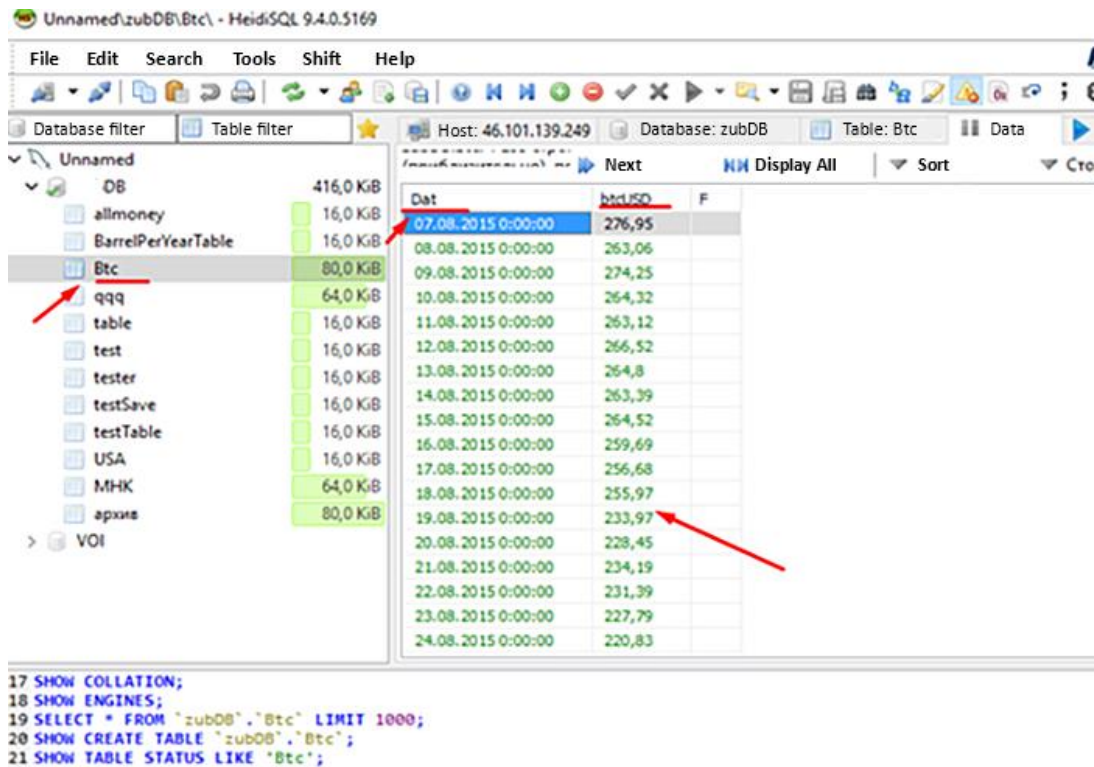 Unnamed\zubDB\Btc\ - HeidiSQL 9.4.0.5169
File Edit Search Tools Shift Help
Database filter Table filter Host: 46.101.139.249 Database: zubDB Table: Btc Data
Next Display All Sort
Unnamed
DB 416,0 KiB
allmoney 16,0 KiB
BarrelPerYearTable 16,0 KiB
Btc 80,0 KiB
qqq 64,0 KiB
table 16,0 KiB
test 16,0 KiB
tester 16,0 KiB
testSave 16,0 KiB
testTable 16,0 KiB
USA 16,0 KiB
МНК 64,0 KiB
архив 80,0 KiB
VOI
Dat btcUSD F
07.08.2015 0:00:00 276,95
08.08.2015 0:00:00 263,06
09.08.2015 0:00:00 274,25
10.08.2015 0:00:00 264,32
11.08.2015 0:00:00 263,12
12.08.2015 0:00:00 266,52
13.08.2015 0:00:00 264,8
14.08.2015 0:00:00 263,39
15.08.2015 0:00:00 264,52
16.08.2015 0:00:00 259,69
17.08.2015 0:00:00 256,68
18.08.2015 0:00:00 255,97
19.08.2015 0:00:00 233,97
20.08.2015 0:00:00 228,45
21.08.2015 0:00:00 234,19
22.08.2015 0:00:00 231,39
23.08.2015 0:00:00 227,79
24.08.2015 0:00:00 220,83
17 SHOW COLLATION;
18 SHOW ENGINES;
19 SELECT * FROM `zubDB`.`Btc` LIMIT 1000;
20 SHOW CREATE TABLE `zubDB`.`Btc`;
21 SHOW TABLE STATUS LIKE 'Btc';